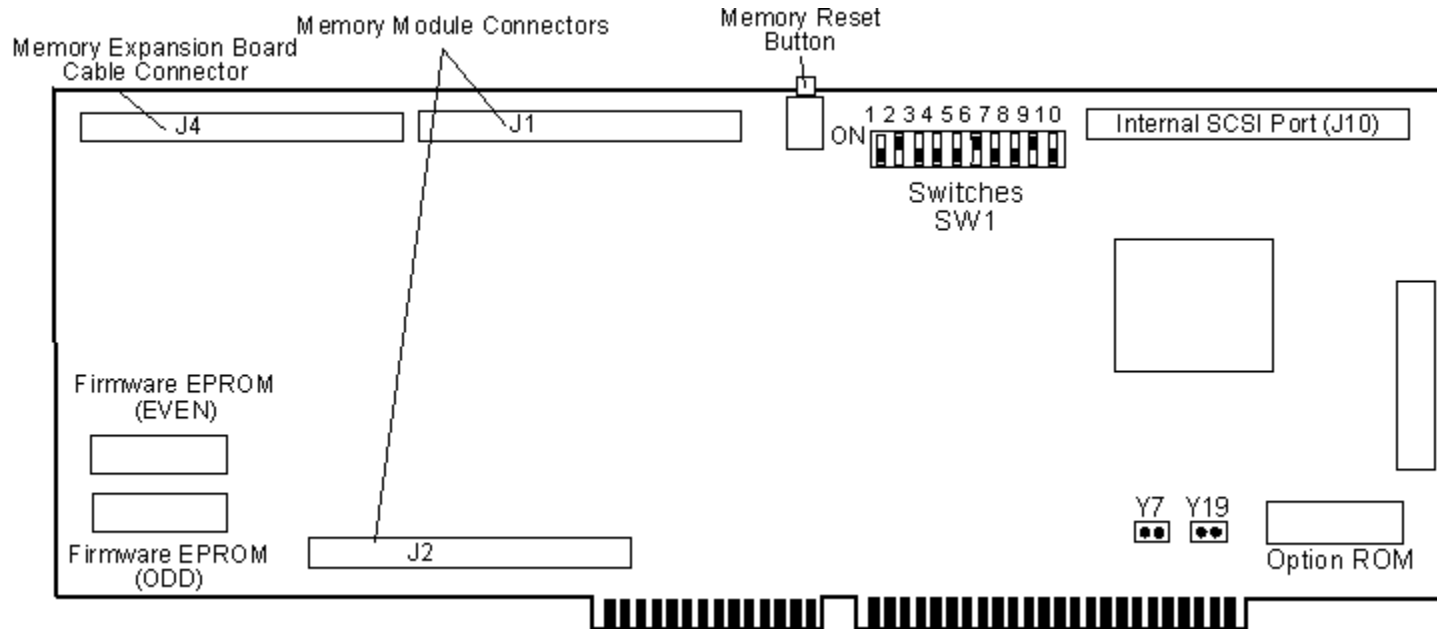 Memory Expansion Board
Cable Connector
Memory Module Connectors
Memory Reset
Button
J4
J1
ON
1 2 3 4 5 6 7 8 9 10
Switches
SW1
Internal SCSI Port (J10)
Firmware EPROM
(EVEN)
Firmware EPROM
(ODD)
J2
Y7
Y19
Option ROM